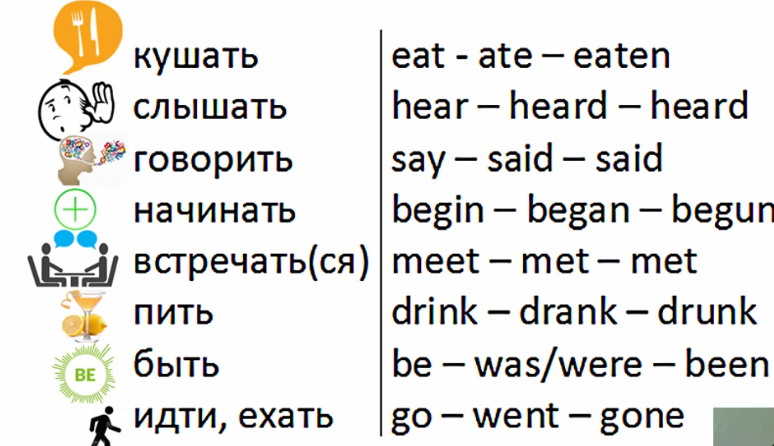 кушать eat - ate – eaten
слышать hear – heard – heard
говорить say – said – said
начинать begin – began – begun
встречать(ся) meet – met – met
пить drink – drank – drunk
BE быть be – was/were – been
идти, ехать go – went – gone